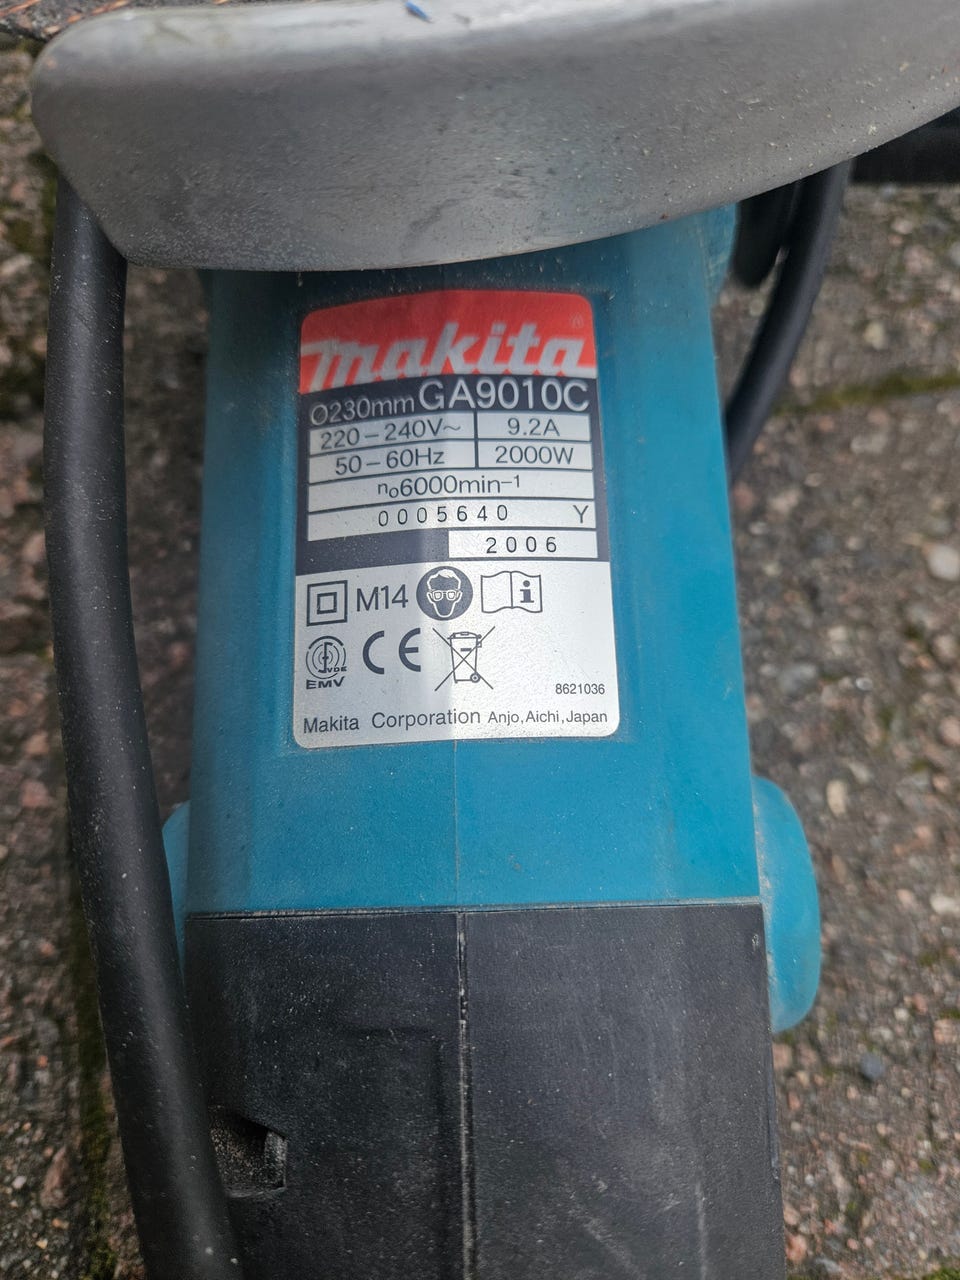 makita
Ø230mm GA9010C
220-240V~ 9.2A
50-60Hz 2000W
n₀6000min⁻¹
0005640 Y
2006
M14
VDE
EMV
CE
8621036
Makita Corporation Anjo, Aichi, Japan